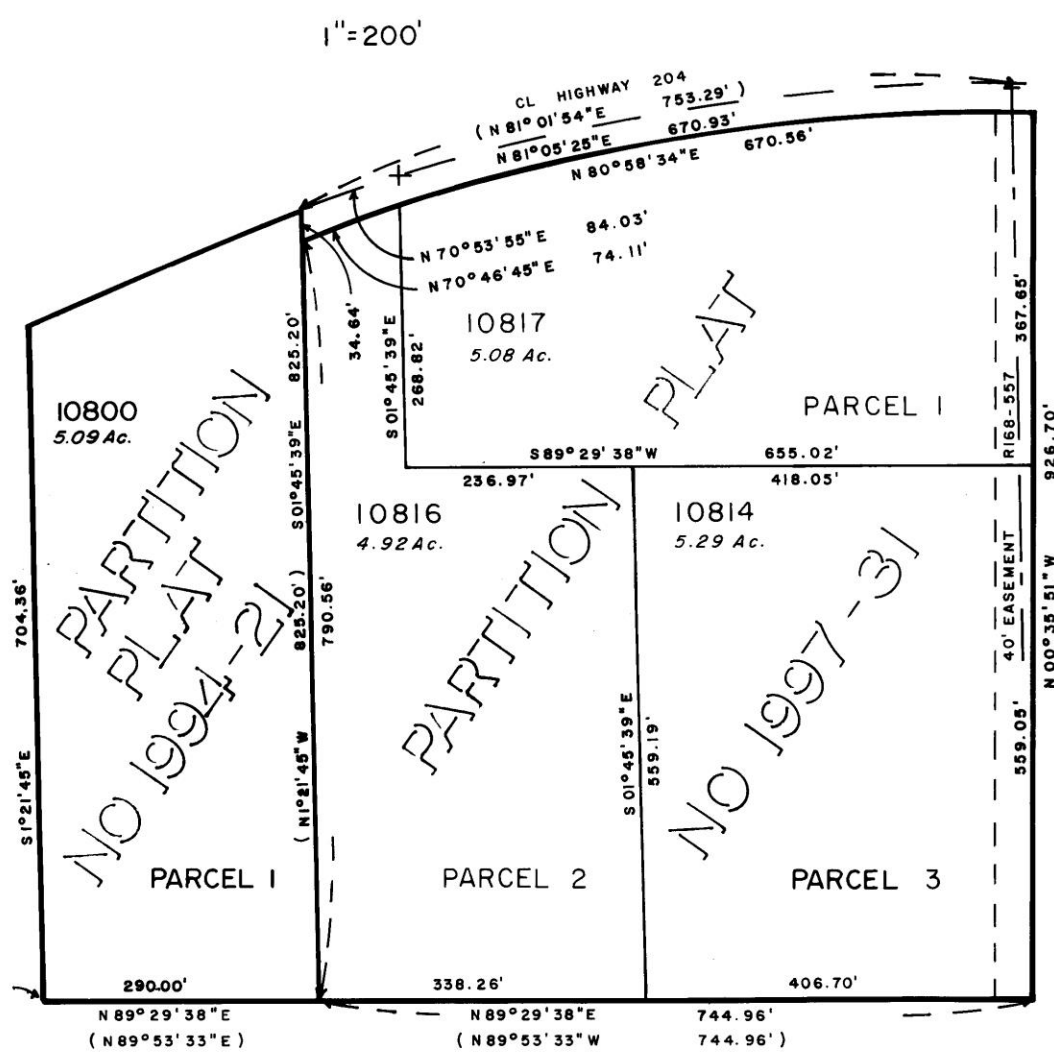 1"=200'
CL HIGHWAY 204
( N 81° 01' 54" E 753.29' )
N 81° 05' 25" E 670.93'
N 80° 58' 34" E 670.56'
N 70° 53' 55" E 84.03'
N 70° 46' 45" E 74.11'
34.64'
825.20'
S 01° 45' 39" E
S 01° 45' 39" E
268.82'
10817
5.08 Ac.
PLAT
PARCEL 1
R168-557
367.65'
10800
5.09 Ac.
PARTITION
PLAT
NO 1994-21
S 89° 29' 38" W 655.02'
236.97' 418.05'
926.70'
N 00° 35' 51" W
10816
4.92 Ac.
10814
5.29 Ac.
704.36'
S 1° 21' 45" E
825.20' )
( N 1° 21' 45" W
790.56'
PARTITION
NO 1997-31
40' EASEMENT
S 01° 45' 39" E
559.19'
559.05'
PARCEL 1
PARCEL 2
PARCEL 3
290.00' 338.26' 406.70'
N 89° 29' 38" E
( N 89° 53' 33" E )
N 89° 29' 38" E 744.96'
( N 89° 53' 33" W 744.96' )